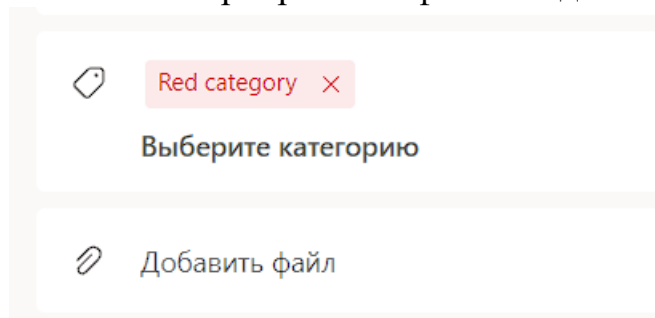 Red category
Выберите категорию
Добавить файл